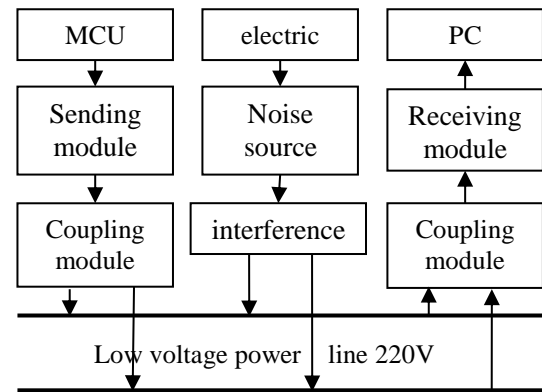 MCU
electric
PC
Sending
module
Noise
source
Receiving
module
Coupling
module
interference
Coupling
module
Low voltage power line 220V